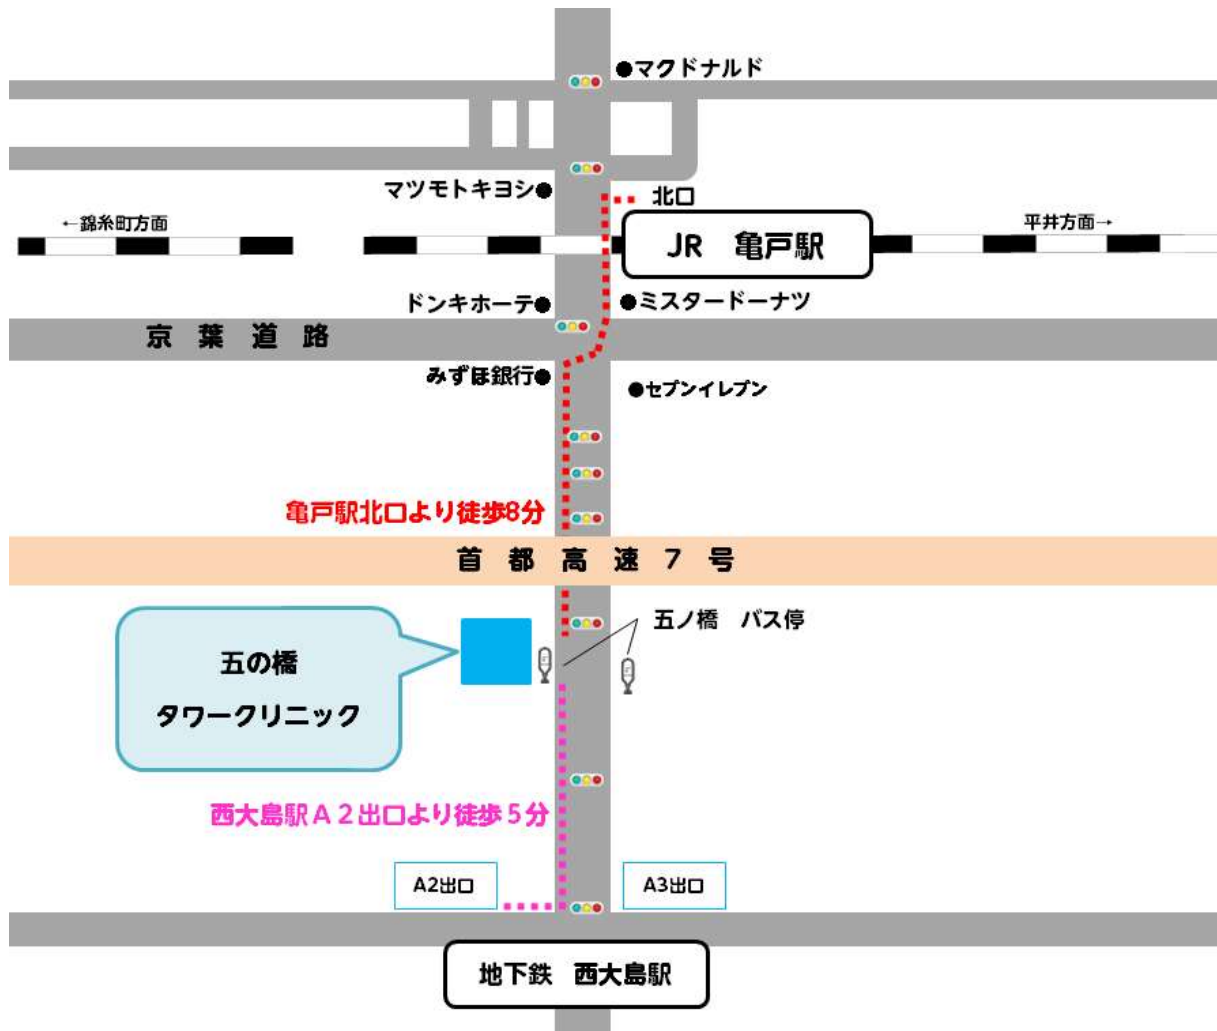 ●マクドナルド
マツモトキヨシ●
北口
←錦糸町方面
平井方面→
JR 亀戸駅
ドンキホーテ●
●ミスタードーナツ
京 葉 道 路
みずほ銀行●
●セブンイレブン
亀戸駅北口より徒歩8分
首 都 高 速 7 号
五ノ橋 バス停
五の橋
タワークリニック
西大島駅A2出口より徒歩5分
A2出口
A3出口
地下鉄 西大島駅